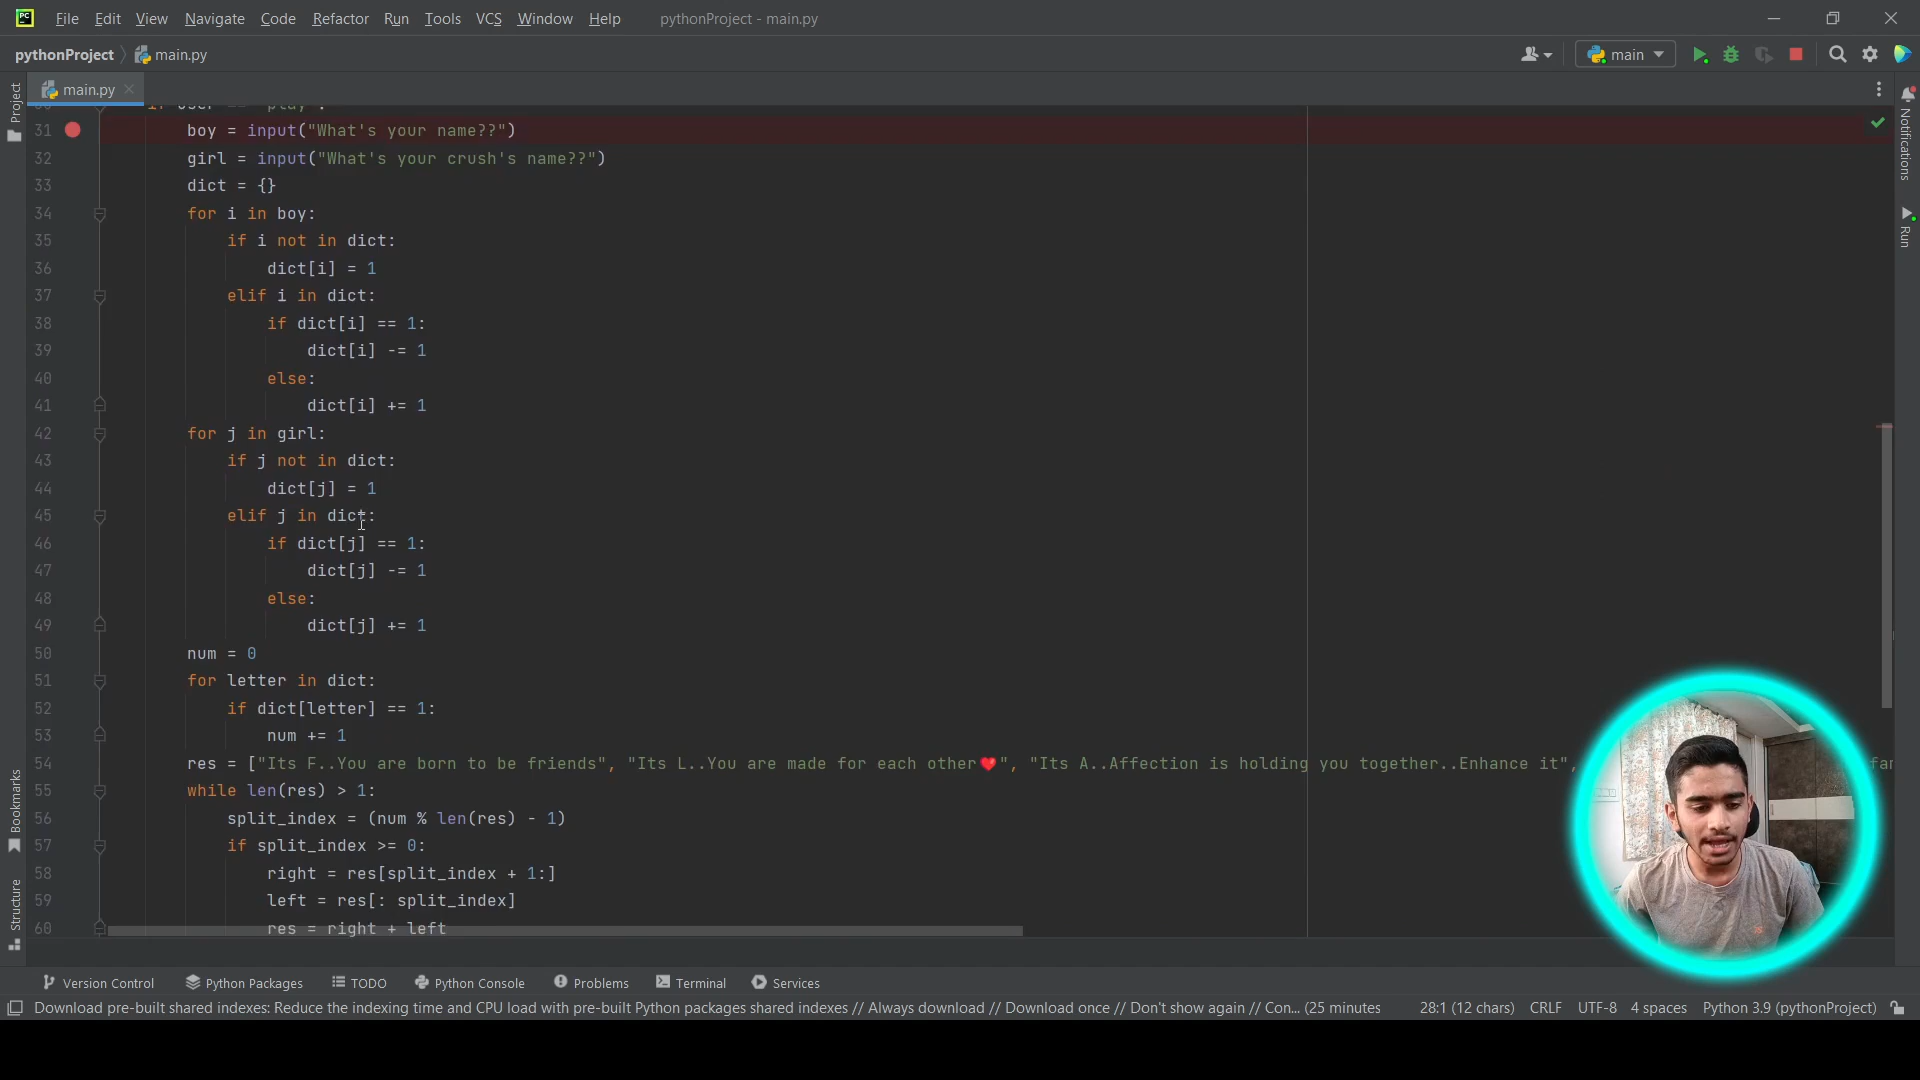 PC File Edit View Navigate Code Refactor Run Tools VCS Window Help pythonProject - main.py
pythonProject main.py main
main.py
Project
Notifications
Run
31 boy = input("What's your name??")
32 girl = input("What's your crush's name??")
33 dict = {}
34 for i in boy:
35 if i not in dict:
36 dict[i] = 1
37 elif i in dict:
38 if dict[i] == 1:
39 dict[i] -= 1
40 else:
41 dict[i] += 1
42 for j in girl:
43 if j not in dict:
44 dict[j] = 1
45 elif j in dict:
46 if dict[j] == 1:
47 dict[j] -= 1
48 else:
49 dict[j] += 1
50 num = 0
51 for letter in dict:
52 if dict[letter] == 1:
53 num += 1
54 res = ["Its F..You are born to be friends", "Its L..You are made for each other❤", "Its A..Affection is holding you together..Enhance it",
55 while len(res) > 1:
56 split_index = (num % len(res) - 1)
57 if split_index >= 0:
58 right = res[split_index + 1:]
59 left = res[: split_index]
60 res = right + left
Bookmarks
Structure
Version Control Python Packages TODO Python Console Problems Terminal Services
Download pre-built shared indexes: Reduce the indexing time and CPU load with pre-built Python packages shared indexes // Always download // Download once // Don't show again // Con... (25 minutes 28:1 (12 chars) CRLF UTF-8 4 spaces Python 3.9 (pythonProject)